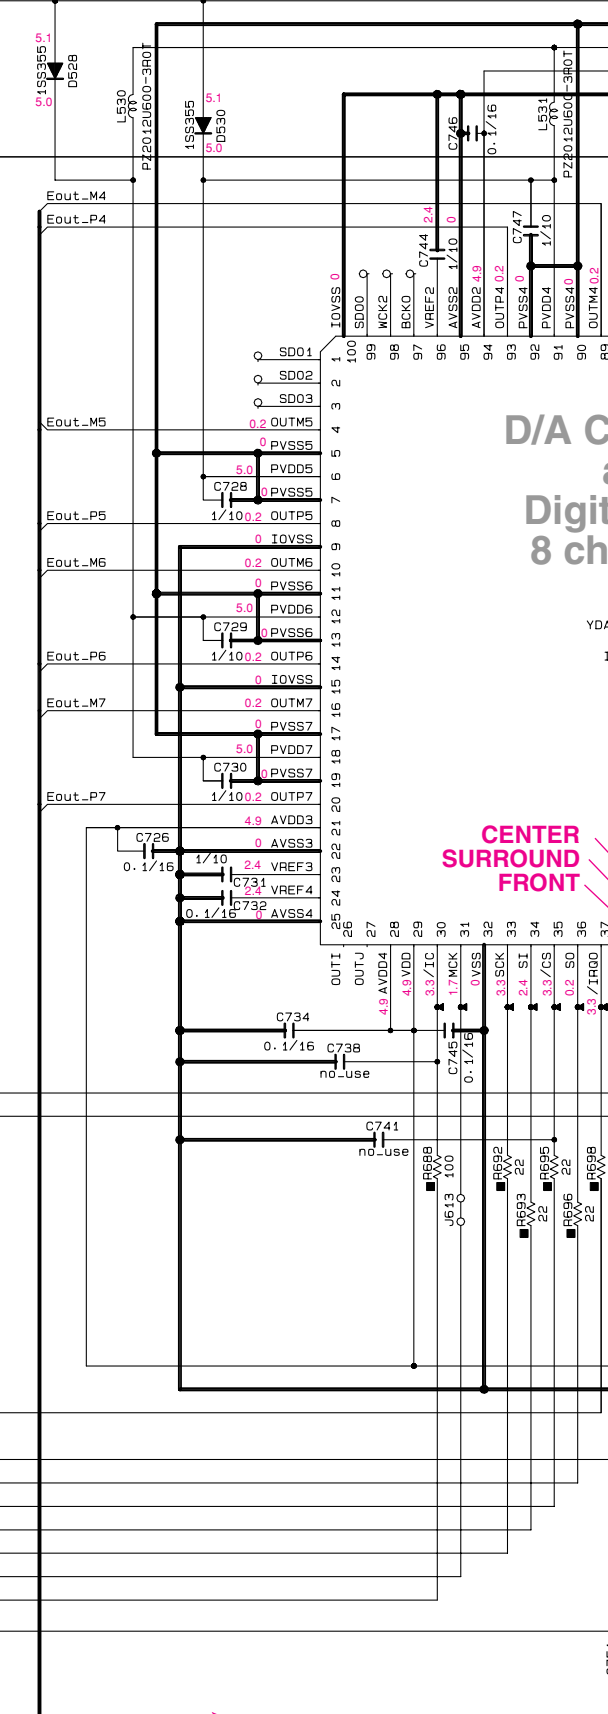 5.1
1SS355
D528
5.0
L530
PZ2012U600-3R0T
1SS355
5.1
D530
5.0
C746
0.1/16
L531
PZ2012U600-3R0T
Eout_M4
Eout_P4
2.4
0
C744
1/10
C747
1/10
IOVSS 0
SDO0
WCK2
BCKO
VREF2
AVSS2
AVDD2 4.9
OUTP4 0.2
PVSS4 0
PVDD4
PVSS4 0
OUTM4 0.2
100 99 98 97 96 95 94 93 92 91 90 89
SDO1 1
SDO2 2
SDO3 3
Eout_M5 0.2 OUTM5 4
0 PVSS5 5
5.0 PVDD5 6
C728 0 PVSS5 7
1/10
Eout_P5 0.2 OUTP5 8
0 IOVSS 9
Eout_M6 0.2 OUTM6 10
0 PVSS6 11
5.0 PVDD6 12
C729 0 PVSS6 13
1/10
Eout_P6 0.2 OUTP6 14
0 IOVSS 15
Eout_M7 0.2 OUTM7 16
0 PVSS7 17
5.0 PVDD7 18
C730 0 PVSS7 19
1/10
Eout_P7 0.2 OUTP7 20
4.9 AVDD3 21
C726 0 AVSS3 22
0.1/16
1/10 2.4 VREF3 23
C731
2.4 VREF4 24
C732
0.1/16 0 AVSS4 25
D/A C
Digit
8 ch
YDA
CENTER
SURROUND
FRONT
26 27 28 29 30 31 32 33 34 35 36 37
OUTI
OUTJ
4.9 AVDD4
4.9 VDD
3.3 /IC
1.7 MCK
0 VSS
3.3 SCK
2.4 SI
3.3 /CS
0.2 SO
3.3 /IRQO
C734
0.1/16
C738
no_use
C745
0.1/16
C741
no_use
R688
100
J613
R692
22
R693
22
R695
22
R696
22
R698